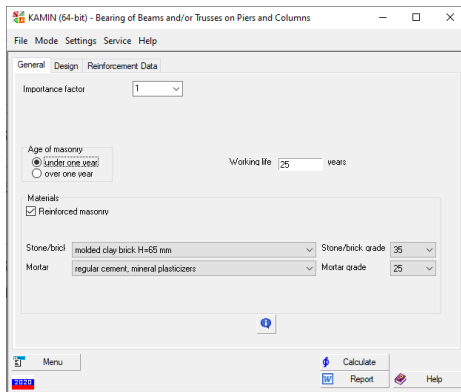 KAMIN (64-bit) - Bearing of Beams and/or Trusses on Piers and Columns
File Mode Settings Service Help
General Design Reinforcement Data
Importance factor 1
Age of masonry
under one year
over one year
Working life 25 years
Materials
Reinforced masonry
Stone/bricl molded clay brick H=65 mm Stone/brick grade 35
Mortar regular cement, mineral plasticizers Mortar grade 25
Menu Calculate
2020 Report Help